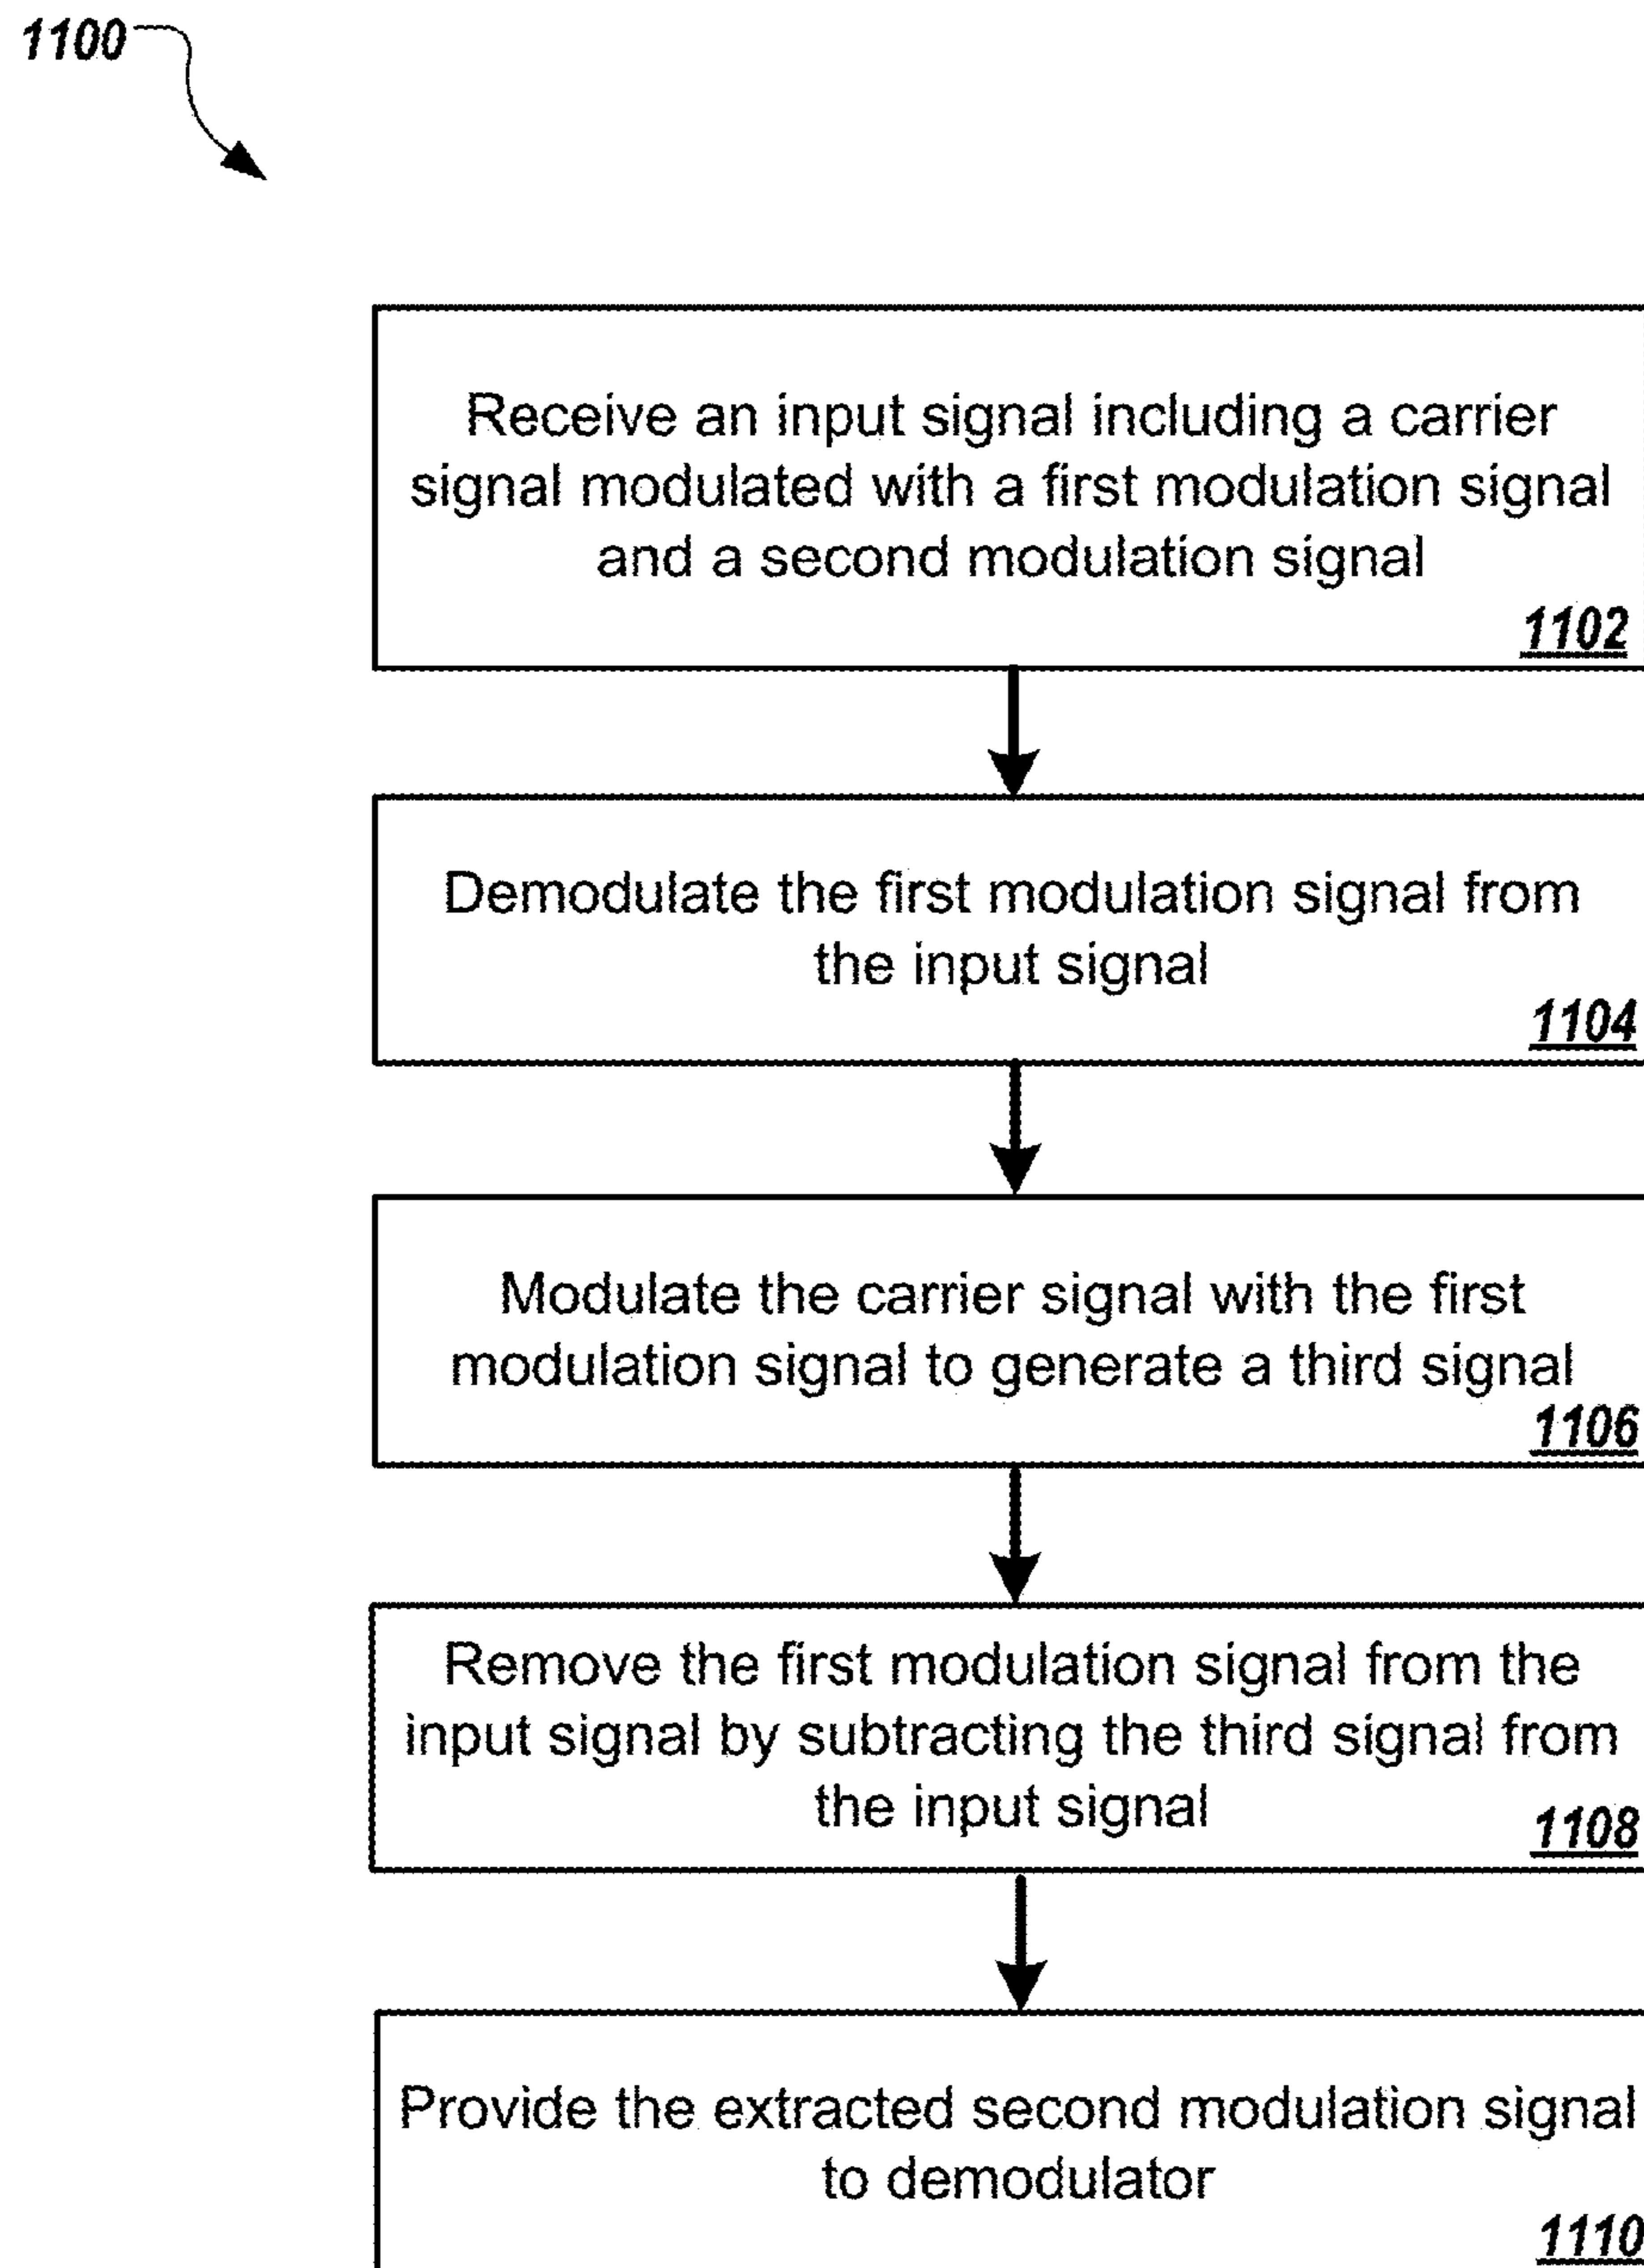 1100
Receive an input signal including a carrier
signal modulated with a first modulation signal
and a second modulation signal
1102
Demodulate the first modulation signal from
the input signal
1104
Modulate the carrier signal with the first
modulation signal to generate a third signal
1106
Remove the first modulation signal from the
input signal by subtracting the third signal from
the input signal
1108
Provide the extracted second modulation signal
to demodulator
1110